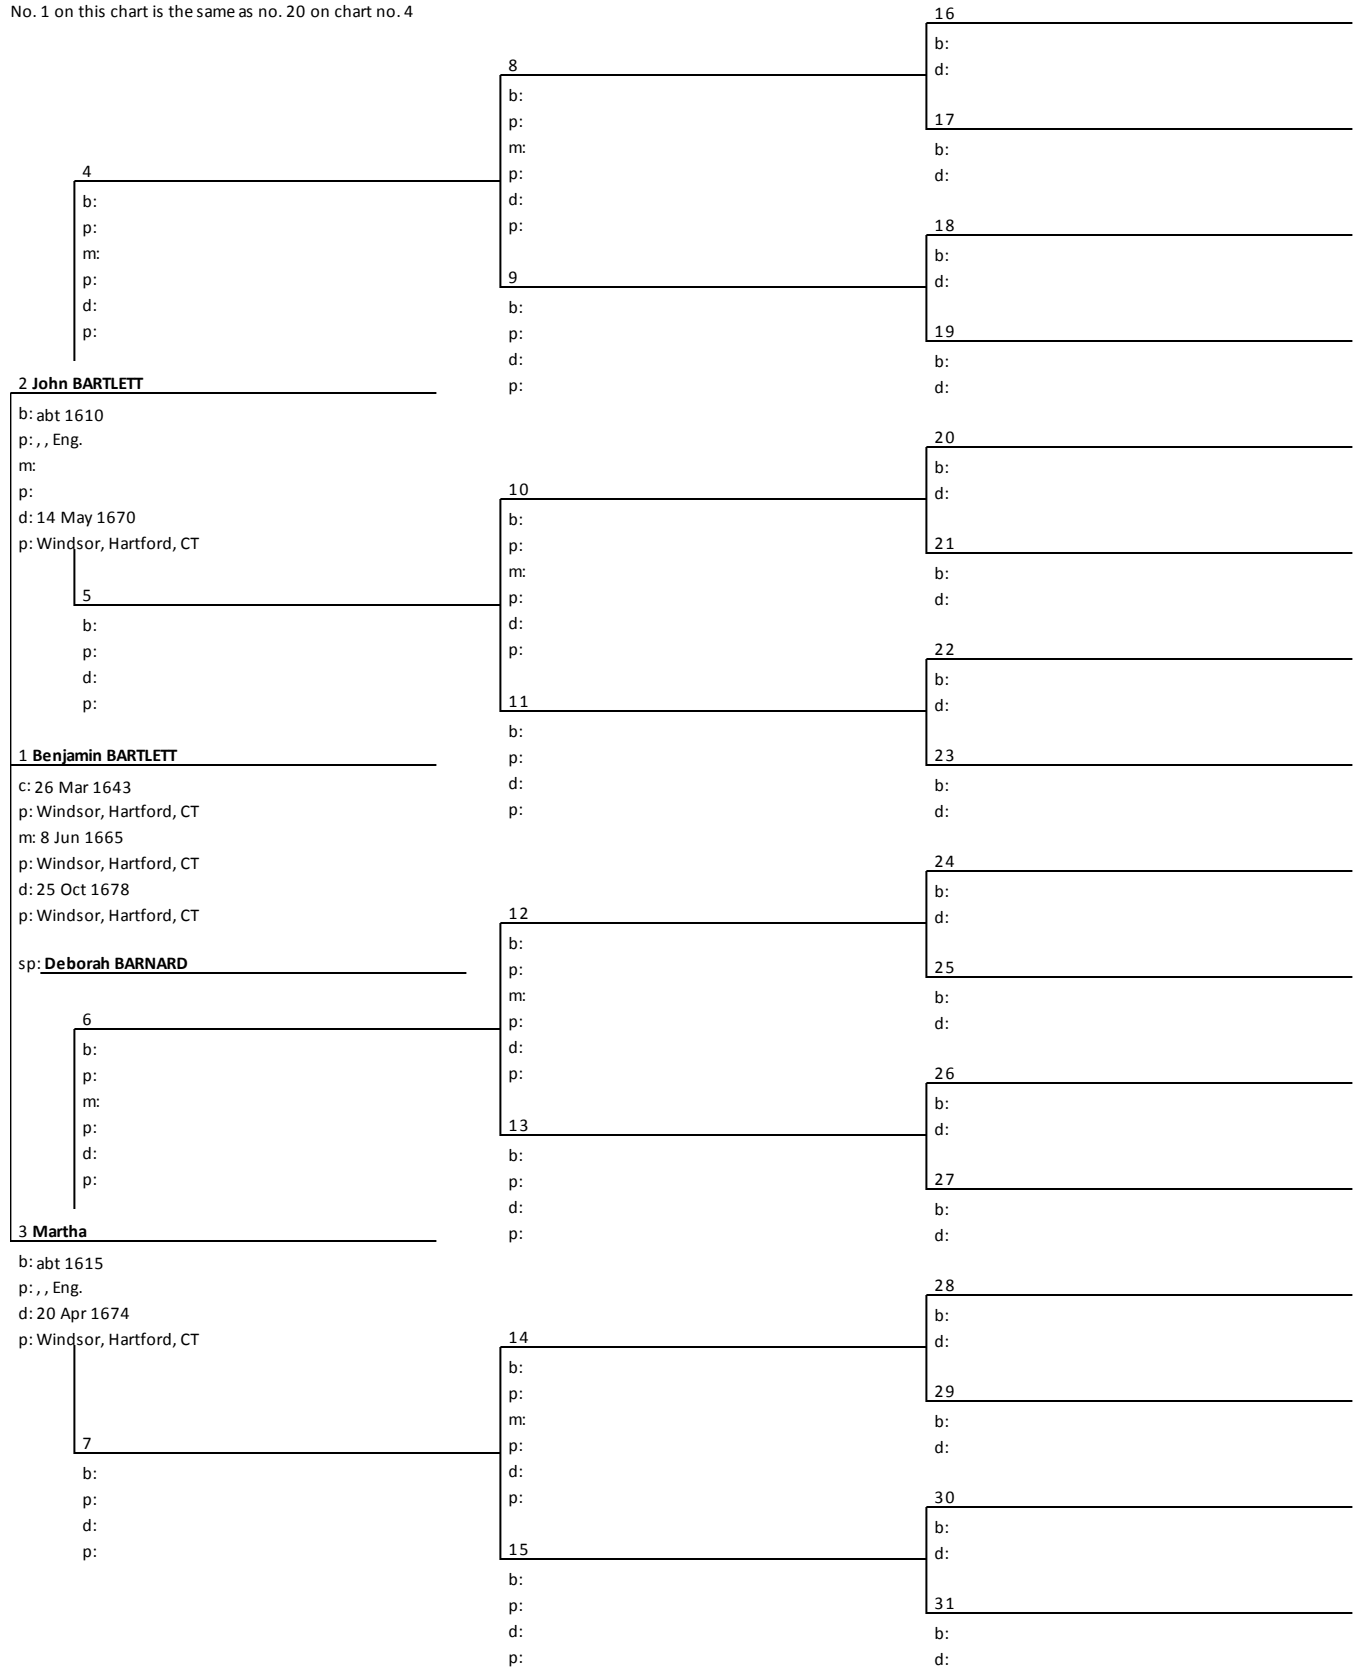 No. 1 on this chart is the same as no. 20 on chart no. 4
4
b:
p:
m:
p:
d:
p:
2 John BARTLETT
b: abt 1610
p: , , Eng.
m:
p:
d: 14 May 1670
p: Windsor, Hartford, CT
5
b:
p:
d:
p:
1 Benjamin BARTLETT
c: 26 Mar 1643
p: Windsor, Hartford, CT
m: 8 Jun 1665
p: Windsor, Hartford, CT
d: 25 Oct 1678
p: Windsor, Hartford, CT
sp: Deborah BARNARD
6
b:
p:
m:
p:
d:
p:
3 Martha
b: abt 1615
p: , , Eng.
d: 20 Apr 1674
p: Windsor, Hartford, CT
7
b:
p:
d:
p:
8
b:
p:
m:
p:
d:
p:
9
b:
p:
d:
p:
10
b:
p:
m:
p:
d:
p:
11
b:
p:
d:
p:
12
b:
p:
m:
p:
d:
p:
13
b:
p:
d:
p:
14
b:
p:
m:
p:
d:
p:
15
b:
p:
d:
p:
16
b:
d:
17
b:
d:
18
b:
d:
19
b:
d:
20
b:
d:
21
b:
d:
22
b:
d:
23
b:
d:
24
b:
d:
25
b:
d:
26
b:
d:
27
b:
d:
28
b:
d:
29
b:
d:
30
b:
d:
31
b:
d: